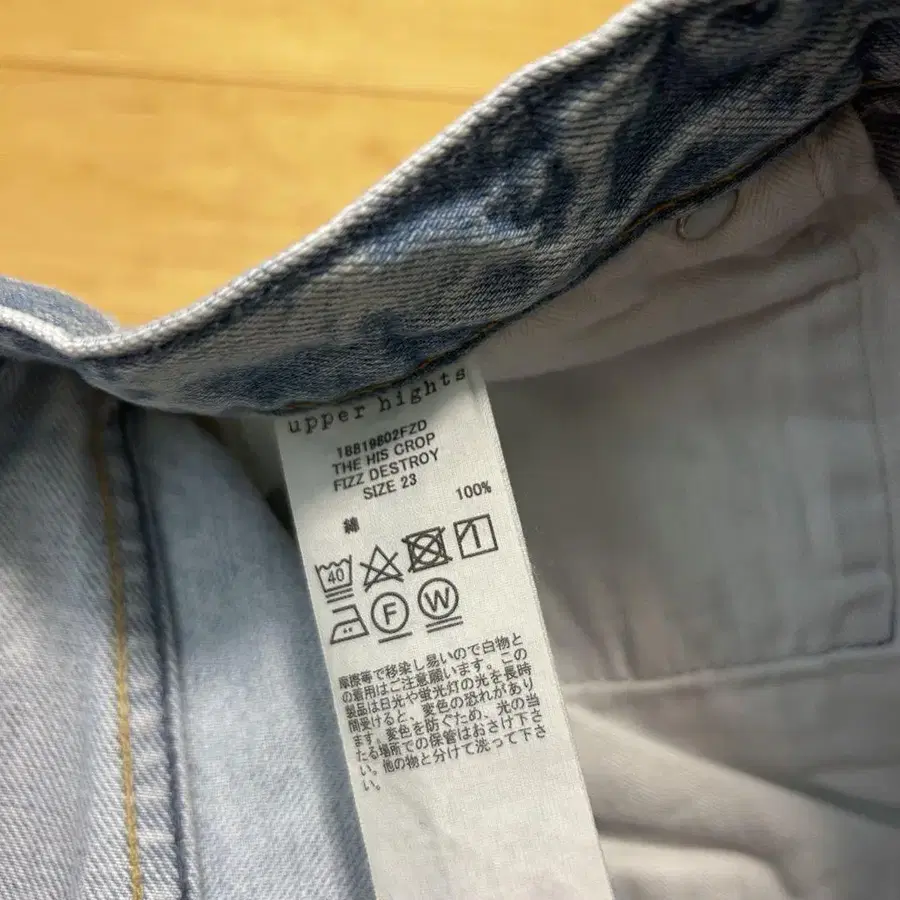 upper hights
18819802FZD
THE HIS CROP
FIZZ DESTROY
SIZE 23
綿 100%
40
F W
摩擦等で移染し易いので白物と
の着用はご注意願います。この
製品は日光や蛍光灯の光を長時
間受けると、変色の恐れがあり
ます。変色を防ぐため、光の当
たる場所での保管はおさけ下さ
い。他の物と分けて洗って下さ
い。